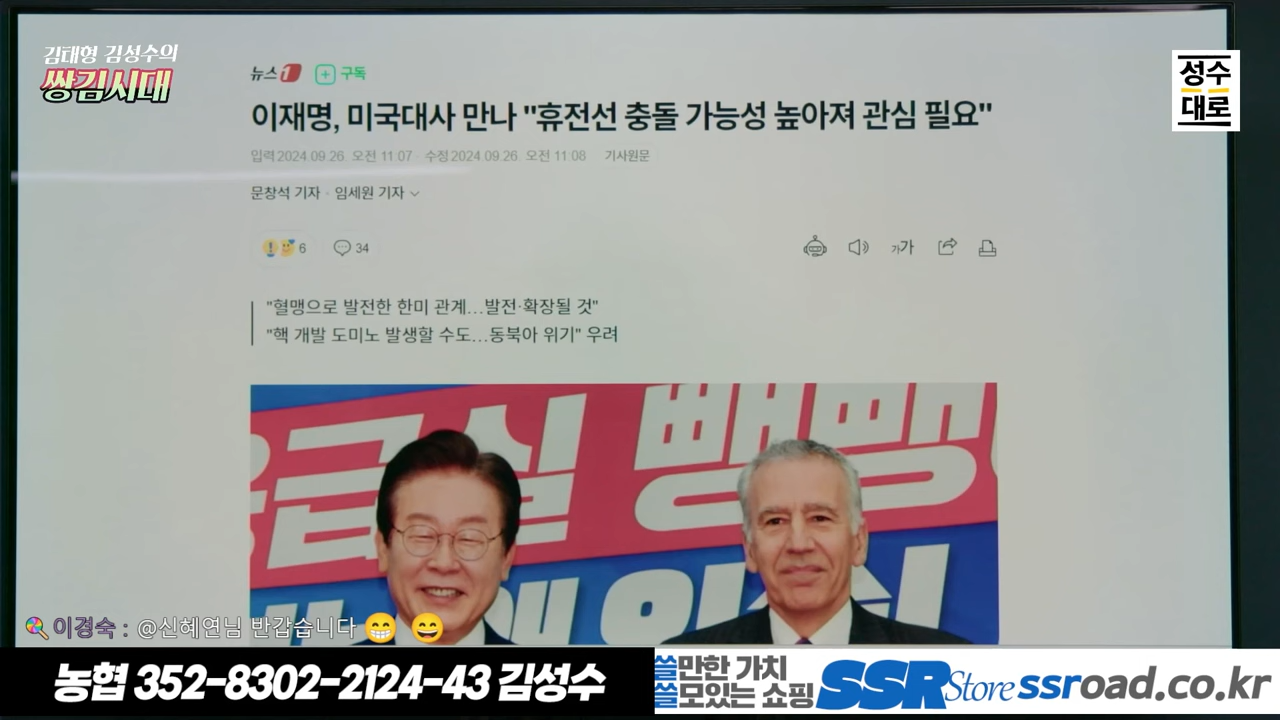 김태형 김성수의
쌍김시대
성수
대로
뉴스1 구독
이재명, 미국대사 만나 "휴전선 충돌 가능성 높아져 관심 필요"
입력 2024.09.26. 오전 11:07 · 수정 2024.09.26. 오전 11:08 기사원문
문창석 기자 · 임세원 기자
6 34
가가
"혈맹으로 발전한 한미 관계…발전·확장될 것"
"핵 개발 도미노 발생할 수도…동북아 위기" 우려
급실 뺑뺑
이경숙 : @신혜연님 반갑습니다 😁 😄
농협 352-8302-2124-43 김성수
쓸만한 가치
쓸모있는 쇼핑
SSR Store ssroad.co.kr